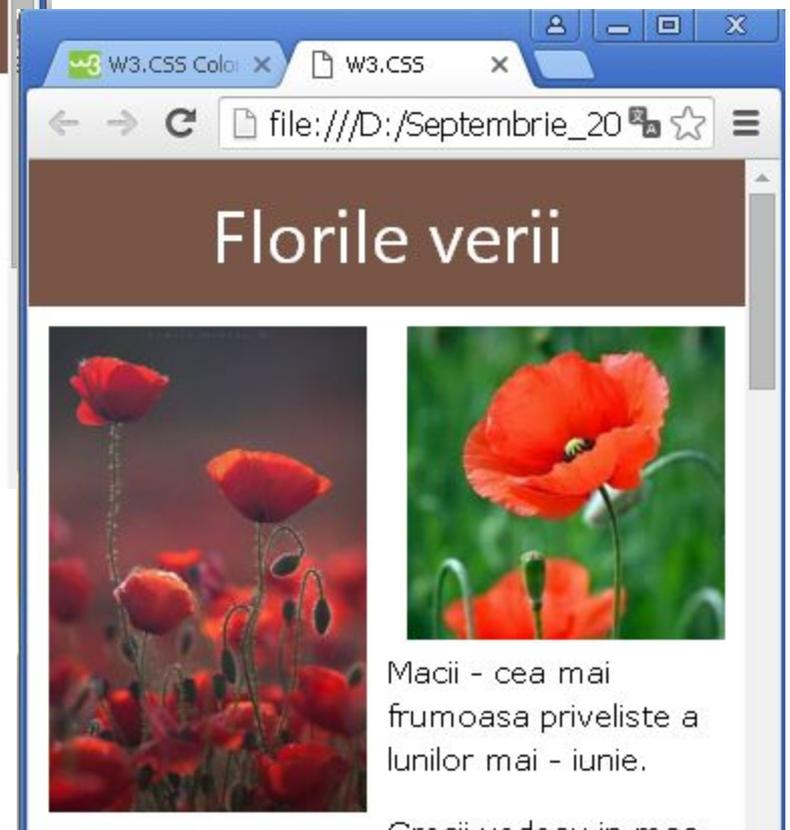 W3.CSS Colo
W3.CSS
file:///D:/Septembrie_20
Florile verii
Macii - cea mai
frumoasa priveliste a
lunilor mai - iunie.